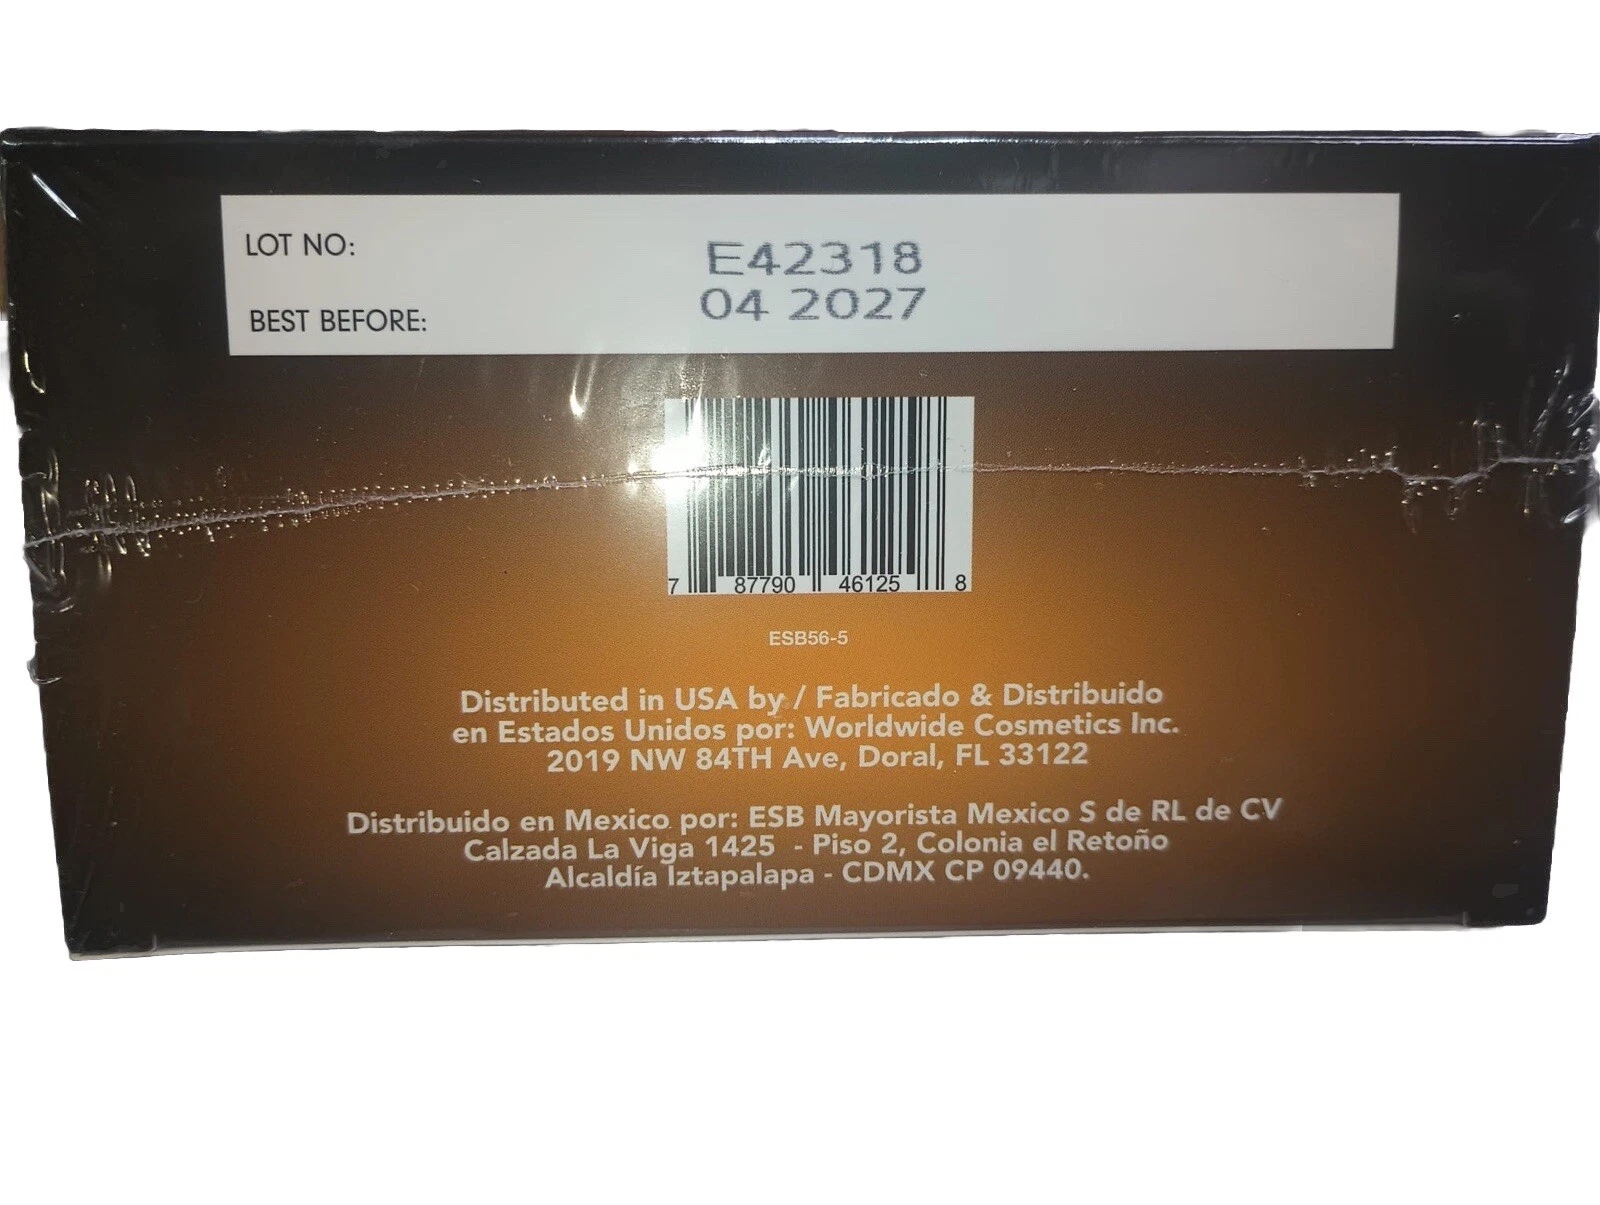 LOT NO: E42318
BEST BEFORE: 04 2027
7 87790 46125 8
ESB56-5
Distributed in USA by / Fabricado & Distribuido
en Estados Unidos por: Worldwide Cosmetics Inc.
2019 NW 84TH Ave, Doral, FL 33122
Distribuido en Mexico por: ESB Mayorista Mexico S de RL de CV
Calzada La Viga 1425 - Piso 2, Colonia el Retoño
Alcaldía Iztapalapa - CDMX CP 09440.